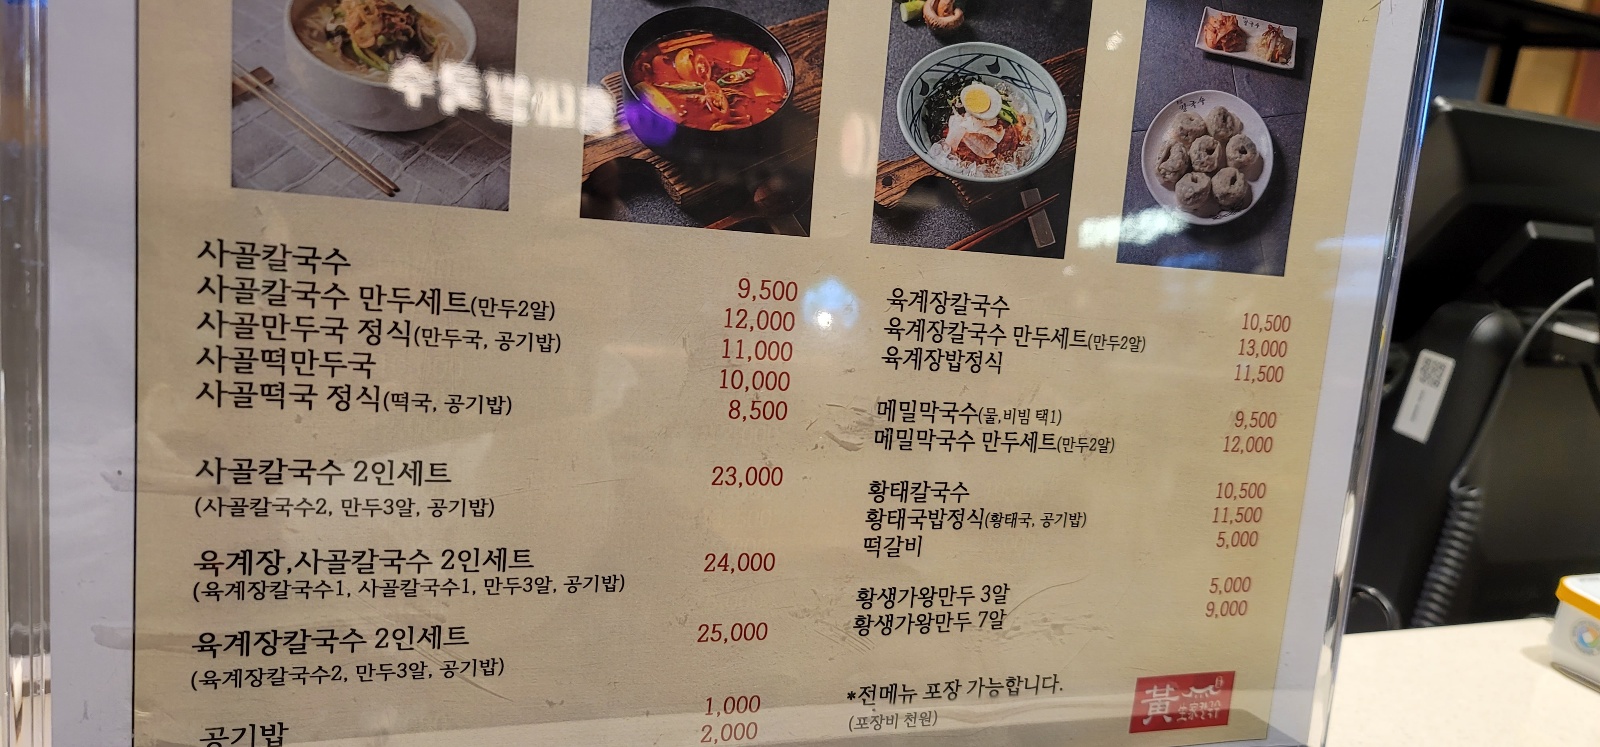 사골칼국수 9,500
사골칼국수 만두세트(만두2알) 12,000
사골만두국 정식(만두국, 공기밥) 11,000
사골떡만두국 10,000
사골떡국 정식(떡국, 공기밥) 8,500
사골칼국수 2인세트 23,000
(사골칼국수2, 만두3알, 공기밥)
육계장,사골칼국수 2인세트 24,000
(육계장칼국수1, 사골칼국수1, 만두3알, 공기밥)
육계장칼국수 2인세트 25,000
(육계장칼국수2, 만두3알, 공기밥)
공기밥 1,000
2,000
육계장칼국수 10,500
육계장칼국수 만두세트(만두2알) 13,000
육계장밥정식 11,500
메밀막국수(물,비빔 택1) 9,500
메밀막국수 만두세트(만두2알) 12,000
황태칼국수 10,500
황태국밥정식(황태국, 공기밥) 11,500
떡갈비 5,000
황생가왕만두 3알 5,000
황생가왕만두 7알 9,000
*전메뉴 포장 가능합니다.
(포장비 천원)
黃